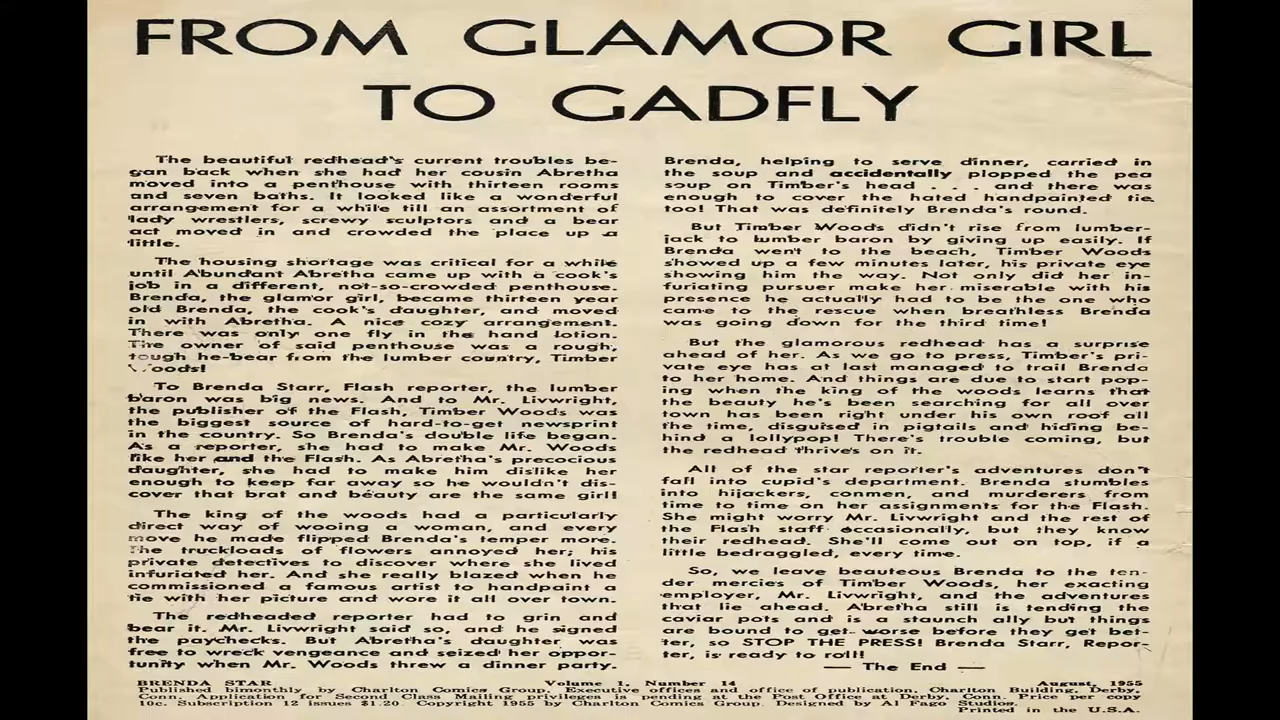 FROM GLAMOR GIRL
TO GADFLY
The beautiful redhead's current troubles be-
gan back when she had her cousin Abretha
moved into a penthouse with thirteen rooms
and seven baths. It looked like a wonderful
arrangement for a while till an assortment of
lady wrestlers, screwy sculptors and a bear
act moved in and crowded the place up a
little.
The housing shortage was critical for a while
until Abundant Abretha came up with a cook's
job in a different, not-so-crowded penthouse.
Brenda, the glamor girl, became thirteen year
old Brenda, the cook's daughter, and moved
in with Abretha. A nice cozy arrangement.
There was only one fly in the hand lotion.
The owner of said penthouse was a rough,
tough he-bear from the lumber country, Timber
Woods!
To Brenda Starr, Flash reporter, the lumber
baron was big news. And to Mr. Livwright,
the publisher of the Flash, Timber Woods was
the biggest source of hard-to-get newsprint
in the country. So Brenda's double life began.
As a reporter, she had to make Mr. Woods
like her and the Flash. As Abretha's precocious
daughter, she had to make him dislike her
enough to keep far away so he wouldn't dis-
cover that brat and beauty are the same girl!
The king of the woods had a particularly
direct way of wooing a woman, and every
move he made flipped Brenda's temper more.
The truckloads of flowers annoyed her; his
private detectives to discover where she lived
infuriated her. And she really blazed when he
commissioned a famous artist to handpaint a
tie with her picture and wore it all over town.
The redheaded reporter had to grin and
bear it. Mr. Livwright said so, and he signed
the paychecks. But Abretha's daughter was
free to wreck vengeance and seized her oppor-
tunity when Mr. Woods threw a dinner party.
Brenda, helping to serve dinner, carried in
the soup and accidentally plopped the pea
soup on Timber's head . . . and there was
enough to cover the hated handpainted tie
too! That was definitely Brenda's round.
But Timber Woods didn't rise from lumber-
jack to lumber baron by giving up easily. If
Brenda went to the beach, Timber Woods
showed up a few minutes later, his private eye
showing him the way. Not only did her in-
furiating pursuer make her miserable with his
presence he actually had to be the one who
came to the rescue when breathless Brenda
was going down for the third time!
But the glamorous redhead has a surprise
ahead of her. As we go to press, Timber's pri-
vate eye has at last managed to trail Brenda
to her home. And things are due to start pop-
ing when the king of the woods learns that
the beauty he's been searching for all over
town has been right under his own roof all
the time, disguised in pigtails and hiding be-
hind a lollypop! There's trouble coming, but
the redhead thrive's on it.
All of the star reporter's adventures don't
fall into cupid's department. Brenda stumbles
into hijackers, conmen, and murderers from
time to time on her assignments for the Flash.
She might worry Mr. Livwright and the rest of
the Flash staff occasionally, but they know
their redhead. She'll come out on top, if a
little bedraggled, every time.
So, we leave beauteous Brenda to the ten-
der mercies of Timber Woods, her exacting
employer, Mr. Livwright, and the adventures
that lie ahead. Abretha still is tending the
caviar pots and is a staunch ally but things
are bound to get worse before they get bet-
ter, so STOP THE PRESS! Brenda Starr, Repor-
ter, is ready to roll!
— The End —
BRENDA STAR Volume 1, Number 14 August, 1955
Published bimonthly by Charlton Comics Group. Executive offices and office of publication, Charlton Building, Derby,
Conn. Application for Second Class Mailing privileges is pending at the Post Office at Derby, Conn. Price per copy
10c. Subscription 12 issues $1.20. Copyright 1955 by Charlton Comics Group. Designed by Al Fago Studios.
Printed in the U.S.A.